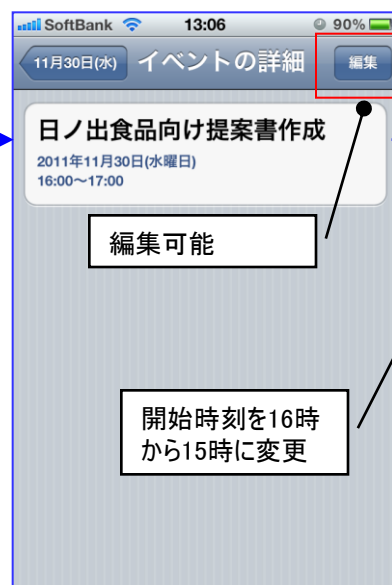 SoftBank 13:06 90%
11月30日(水) イベントの詳細 編集
日ノ出食品向け提案書作成
2011年11月30日(水曜日)
16:00～17:00
編集可能
開始時刻を16時
から15時に変更